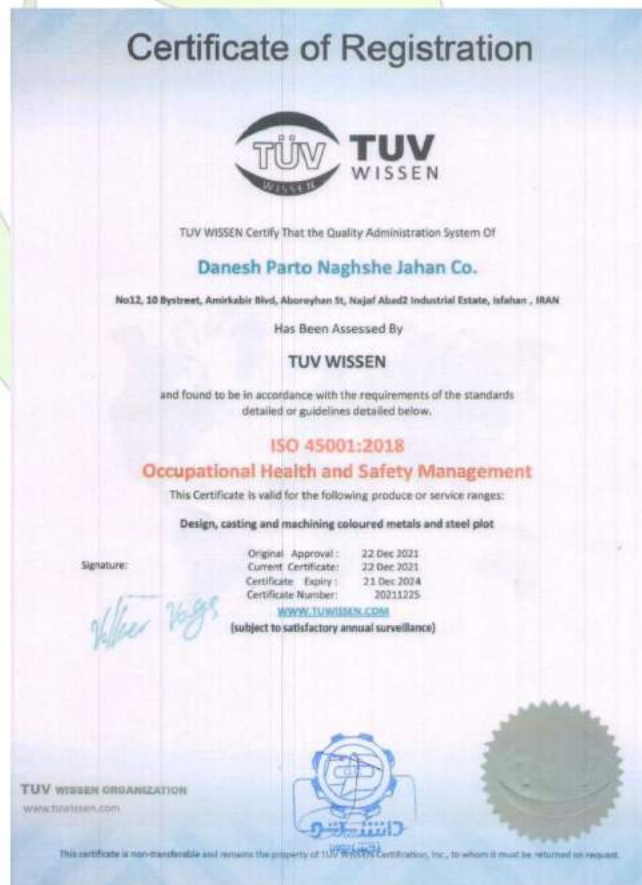 Certificate of Registration
TÜV
WISSEN
TUV
WISSEN
TUV WISSEN Certify That the Quality Administration System Of
Danesh Parto Naghshe Jahan Co.
No12, 10 Bystreet, Amirkabir Blvd, Aboreyhan St, Najaf Abad2 Industrial Estate, Isfahan , IRAN
Has Been Assessed By
TUV WISSEN
and found to be in accordance with the requirements of the standards
detailed or guidelines detailed below.
ISO 45001:2018
Occupational Health and Safety Management
This Certificate is valid for the following produce or service ranges:
Design, casting and machining coloured metals and steel plot
Original Approval : 22 Dec 2021
Current Certificate: 22 Dec 2021
Certificate Expiry : 21 Dec 2024
Certificate Number: 20211225
Signature:
WWW.TUWISSEN.COM
(subject to satisfactory annual surveillance)
TUV WISSEN ORGANIZATION
www.tuwissen.com
This certificate is non-transferable and remains the property of TUV WISSEN Certification, Inc., to whom it must be returned on request.